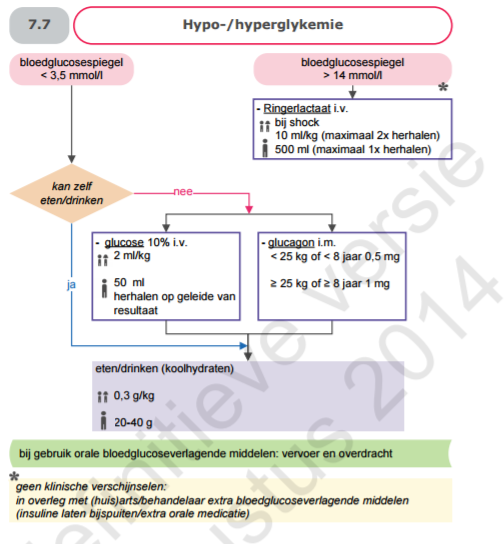 7.7
Hypo-/hyperglykemie
bloedglucosespiegel
< 3,5 mmol/l
bloedglucosespiegel
> 14 mmol/l
*
- Ringerlactaat i.v.
bij shock
10 ml/kg (maximaal 2x herhalen)
500 ml (maximaal 1x herhalen)
kan zelf
eten/drinken
nee
ja
- glucose 10% i.v.
2 ml/kg
50 ml
herhalen op geleide van
resultaat
- glucagon i.m.
< 25 kg of < 8 jaar 0,5 mg
≥ 25 kg of ≥ 8 jaar 1 mg
eten/drinken (koolhydraten)
0,3 g/kg
20-40 g
bij gebruik orale bloedglucoseverlagende middelen: vervoer en overdracht
*
geen klinische verschijnselen:
in overleg met (huis)arts/behandelaar extra bloedglucoseverlagende middelen
(insuline laten bijspuiten/extra orale medicatie)
versie
2014